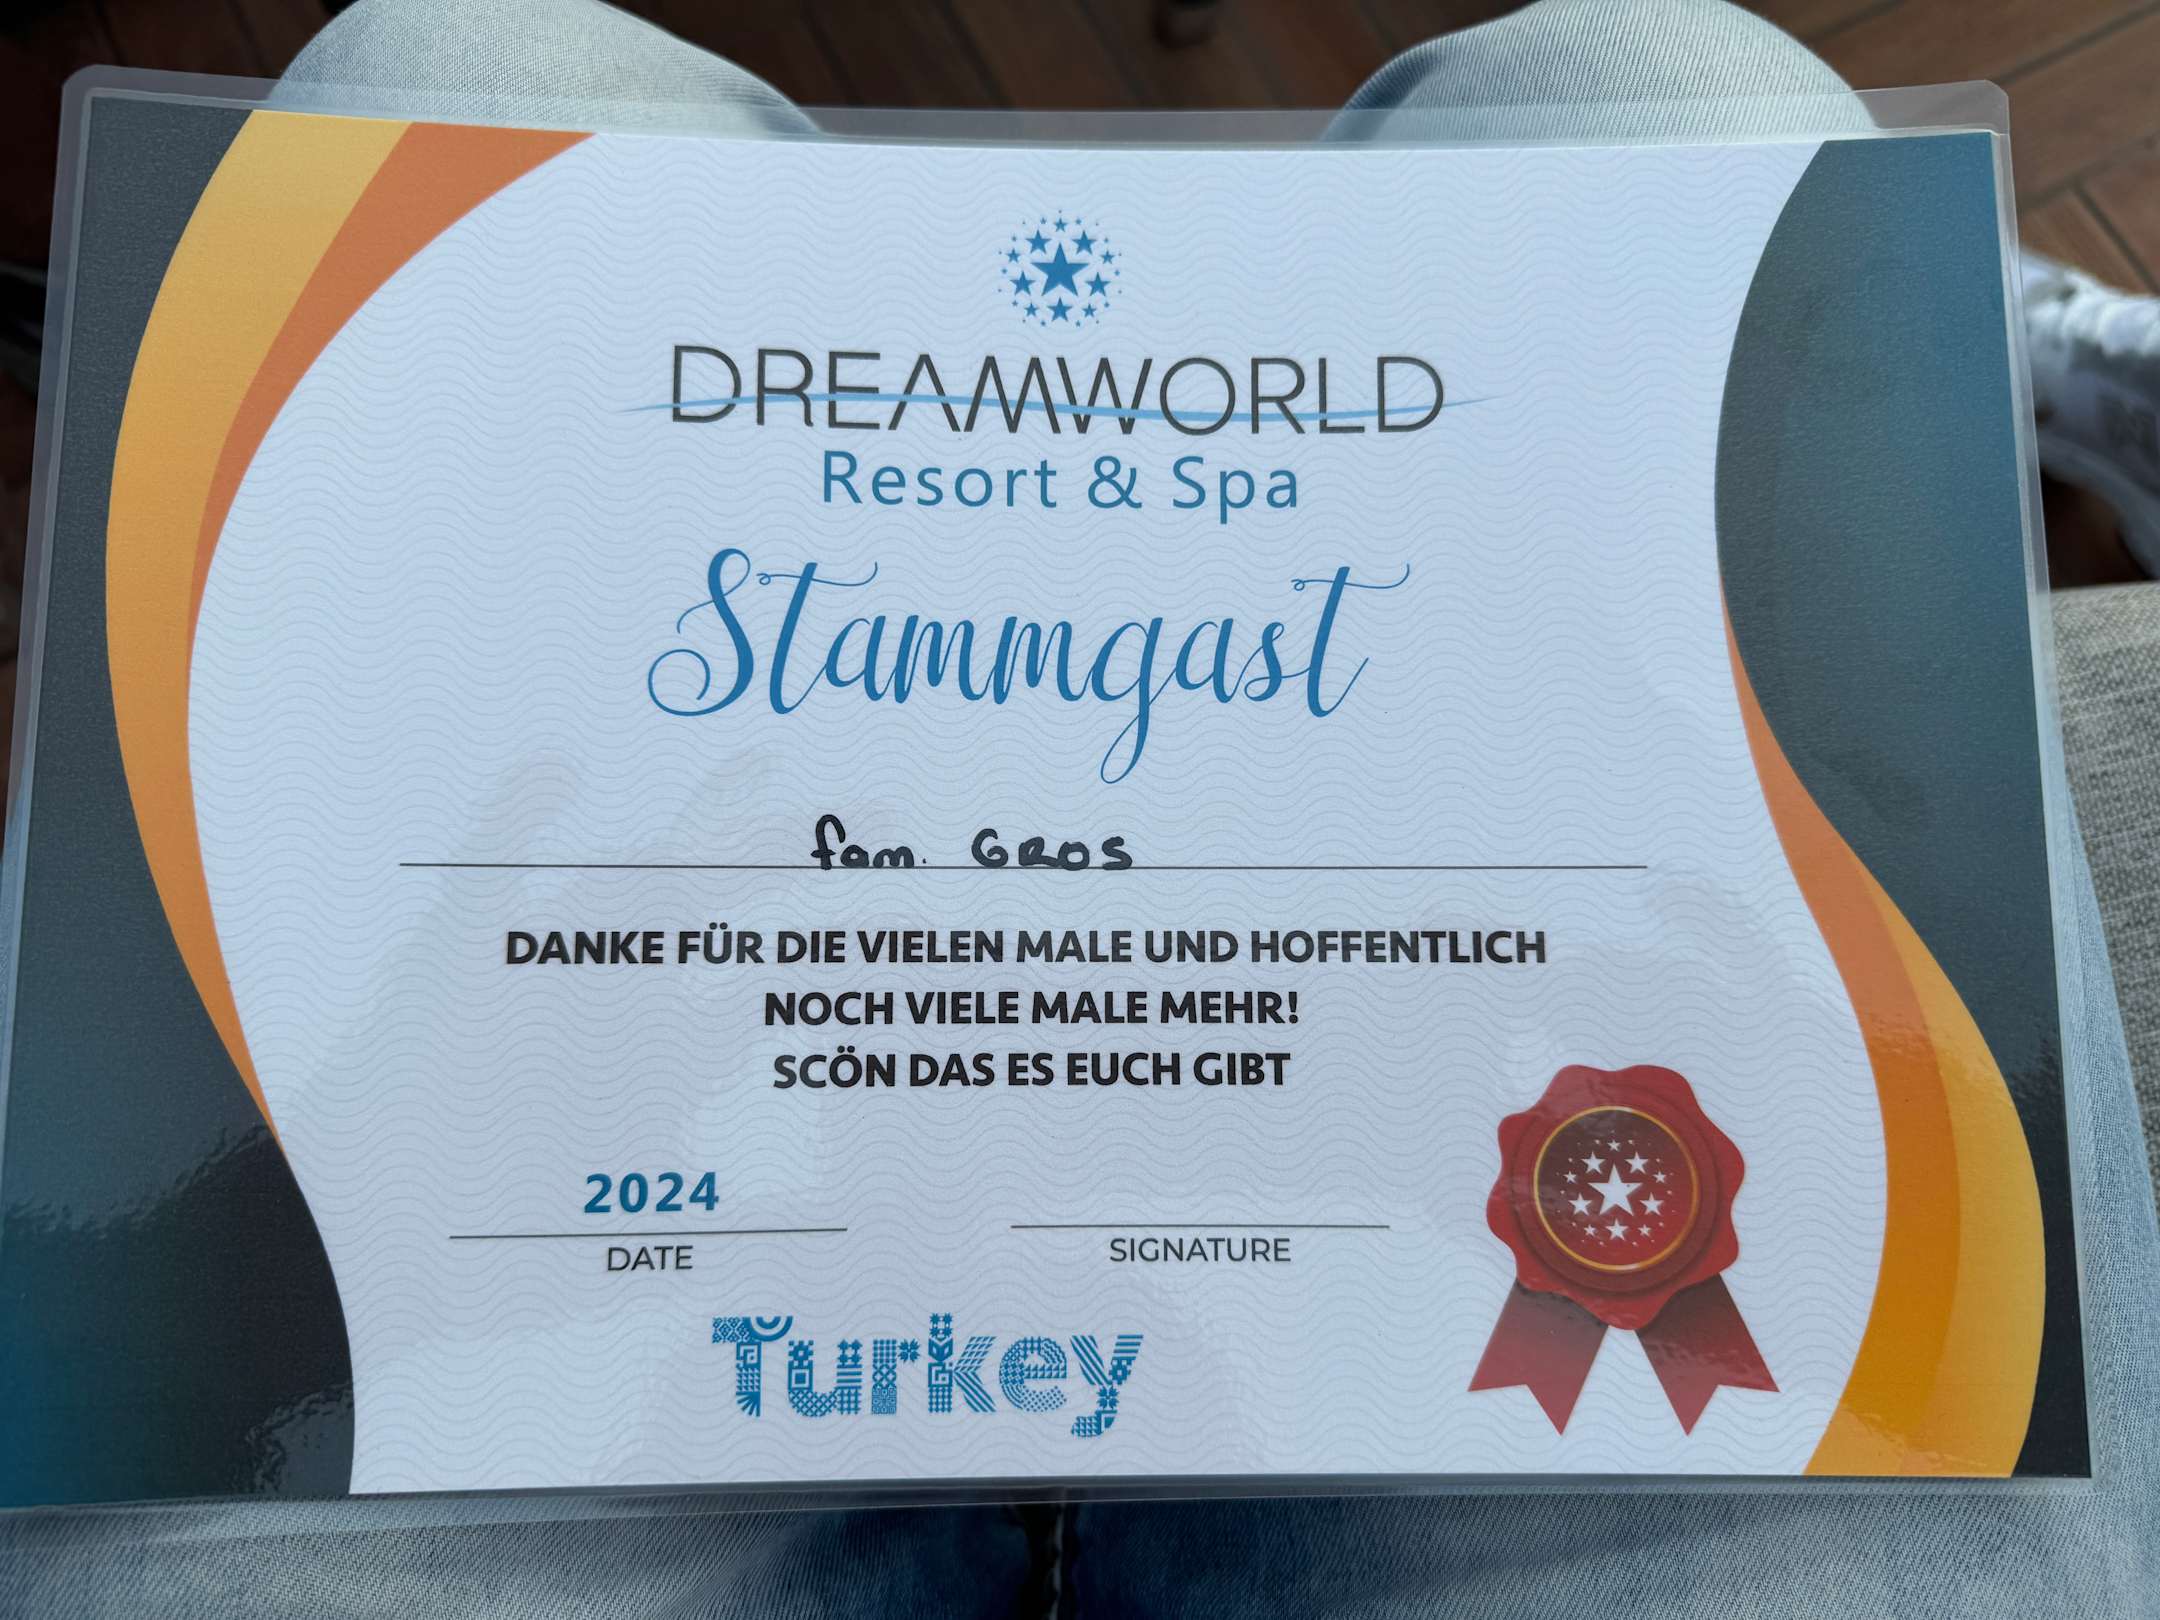 DREAMWORLD
Resort & Spa
Stammgast
fam. GROS
DANKE FÜR DIE VIELEN MALE UND HOFFENTLICH
NOCH VIELE MALE MEHR!
SCÖN DAS ES EUCH GIBT
2024
DATE
SIGNATURE
Turkey